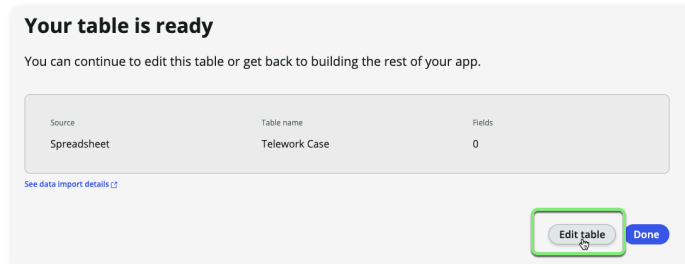 Your table is ready
You can continue to edit this table or get back to building the rest of your app.
Source Table name Fields
Spreadsheet Telework Case 0
See data import details
Edit table Done